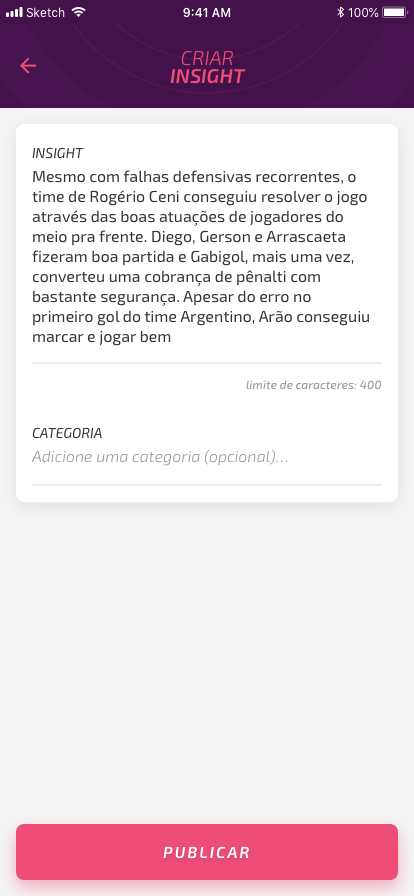 Sketch 9:41 AM 100%
CRIAR
INSIGHT
INSIGHT
Mesmo com falhas defensivas recorrentes, o
time de Rogério Ceni conseguiu resolver o jogo
através das boas atuações de jogadores do
meio pra frente. Diego, Gerson e Arrascaeta
fizeram boa partida e Gabigol, mais uma vez,
converteu uma cobrança de pênalti com
bastante segurança. Apesar do erro no
primeiro gol do time Argentino, Arão conseguiu
marcar e jogar bem
limite de caracteres: 400
CATEGORIA
Adicione uma categoria (opcional)...
PUBLICAR